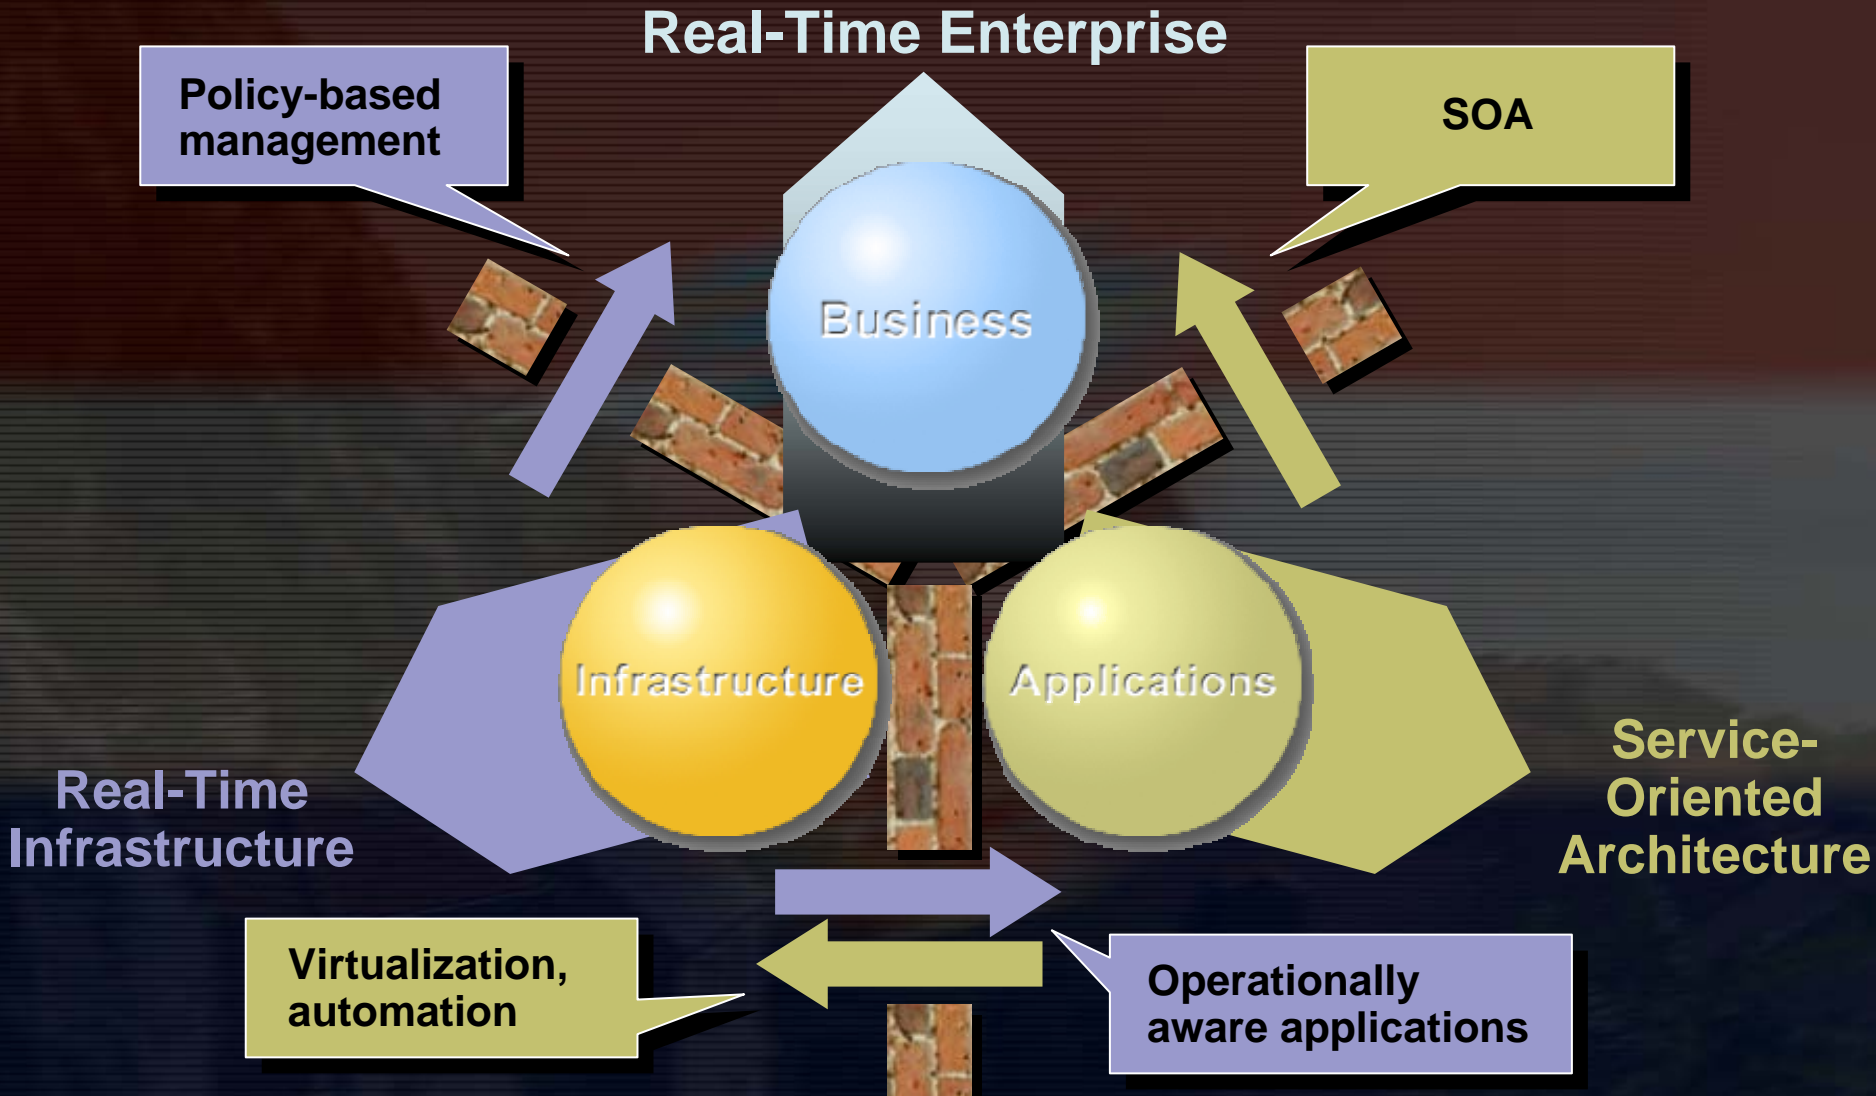 Real-Time Enterprise
Policy-based
management
SOA
Business
Infrastructure
Applications
Real-Time
Infrastructure
Service-
Oriented
Architecture
Virtualization,
automation
Operationally
aware applications